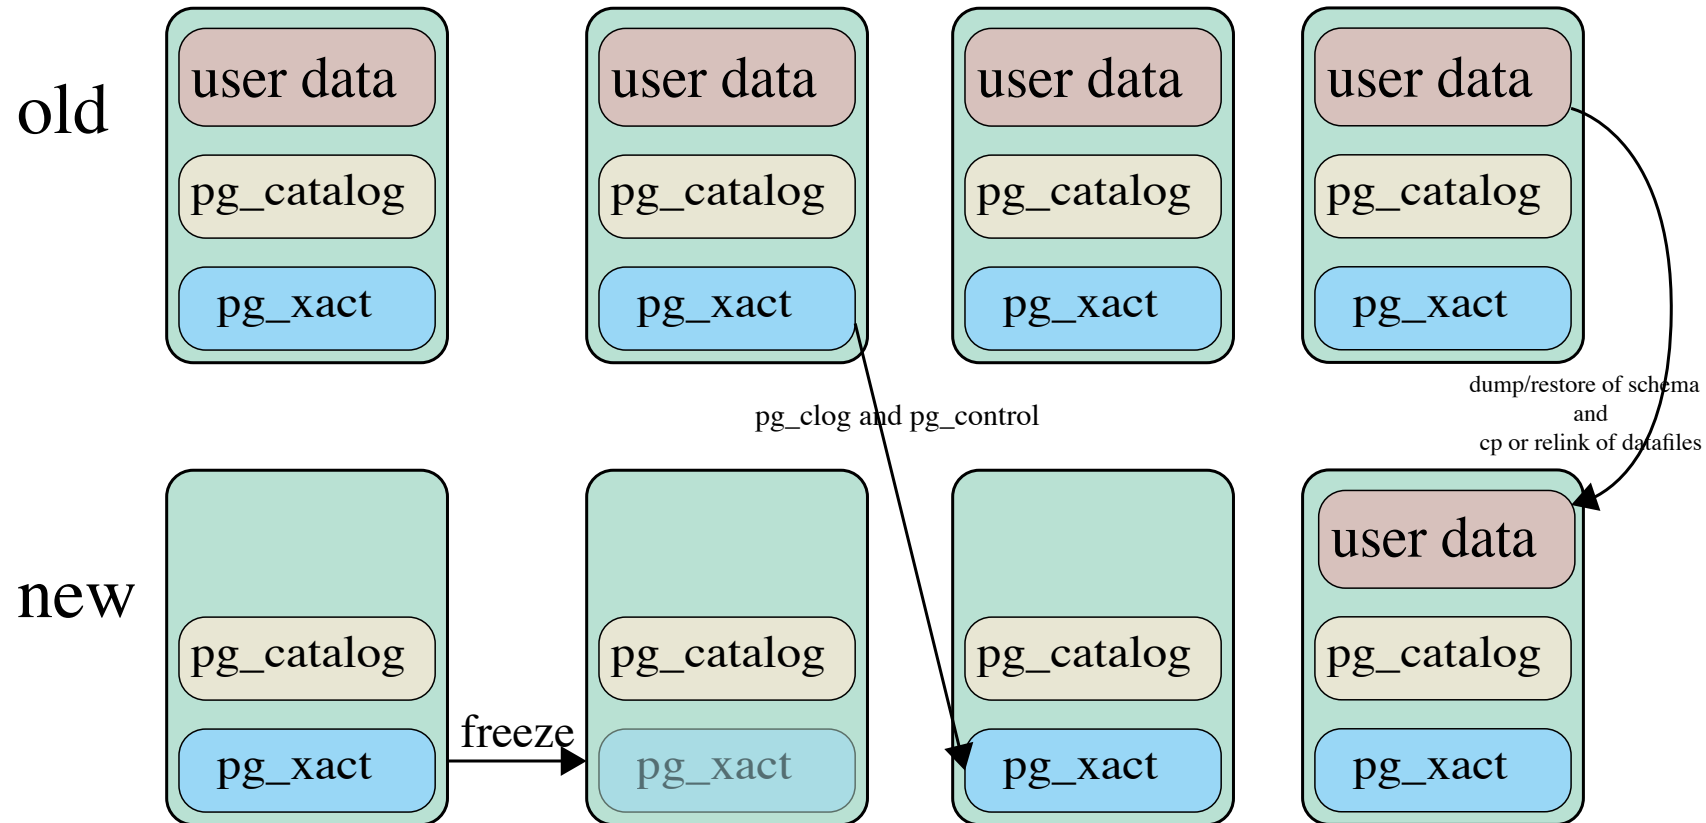 old
user data
user data
user data
user data
pg_catalog
pg_catalog
pg_catalog
pg_catalog
pg_xact
pg_xact
pg_xact
pg_xact
dump/restore of schema
and
cp or relink of datafiles
pg_clog and pg_control
new
user data
pg_catalog
pg_catalog
pg_catalog
pg_catalog
freeze
pg_xact
pg_xact
pg_xact
pg_xact